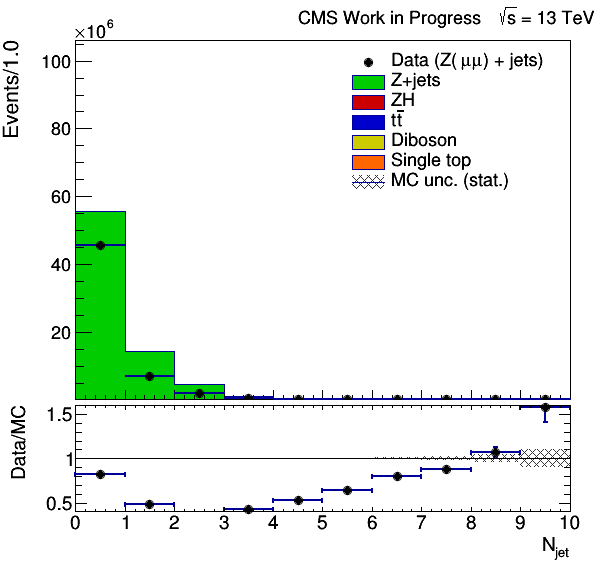 CMS Work in Progress √s = 13 TeV
×10⁶
Events/1.0
100
80
60
40
20
Data (Z( μμ) + jets)
Z+jets
ZH
tt̅
Diboson
Single top
MC unc. (stat.)
Data/MC
1.5
1
0.5
0 1 2 3 4 5 6 7 8 9 10
N_jet